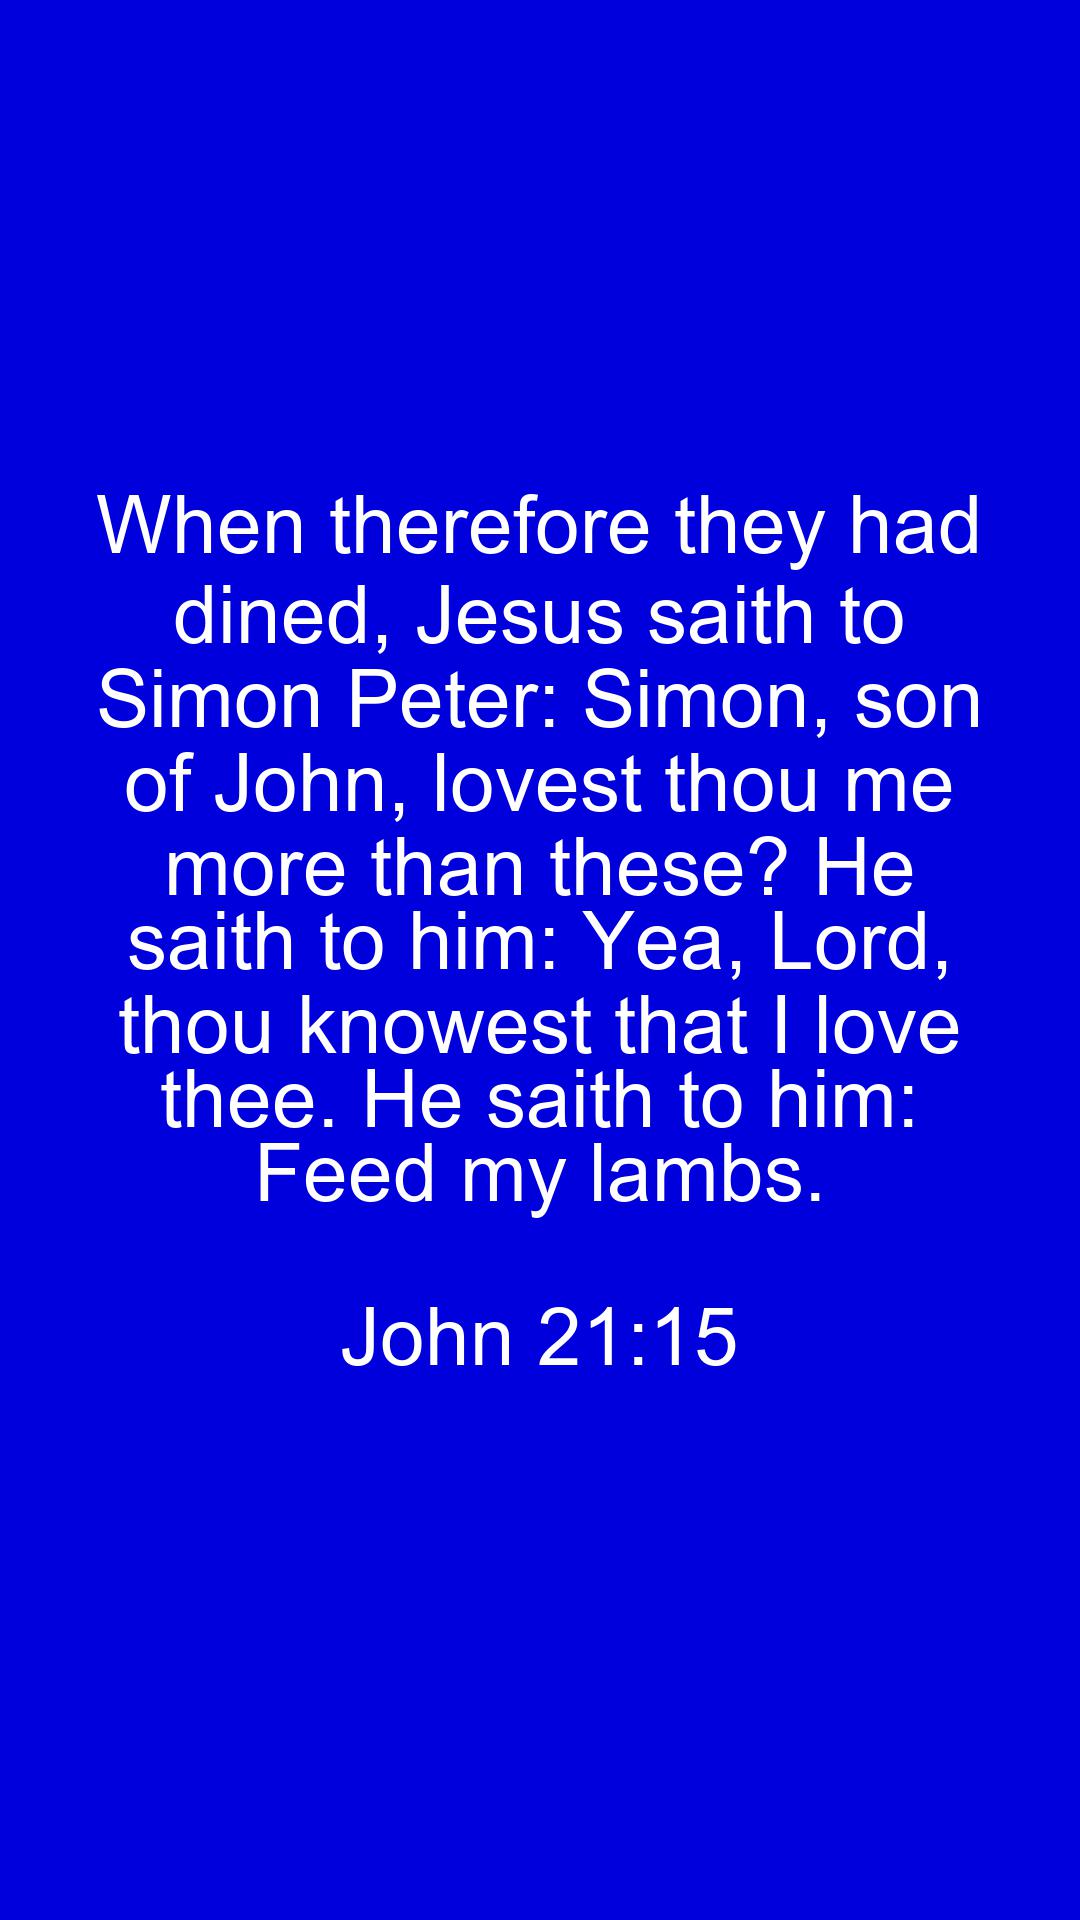 When therefore they had
dined, Jesus saith to
Simon Peter: Simon, son
of John, lovest thou me
more than these? He
saith to him: Yea, Lord,
thou knowest that I love
thee. He saith to him:
Feed my lambs.
John 21:15